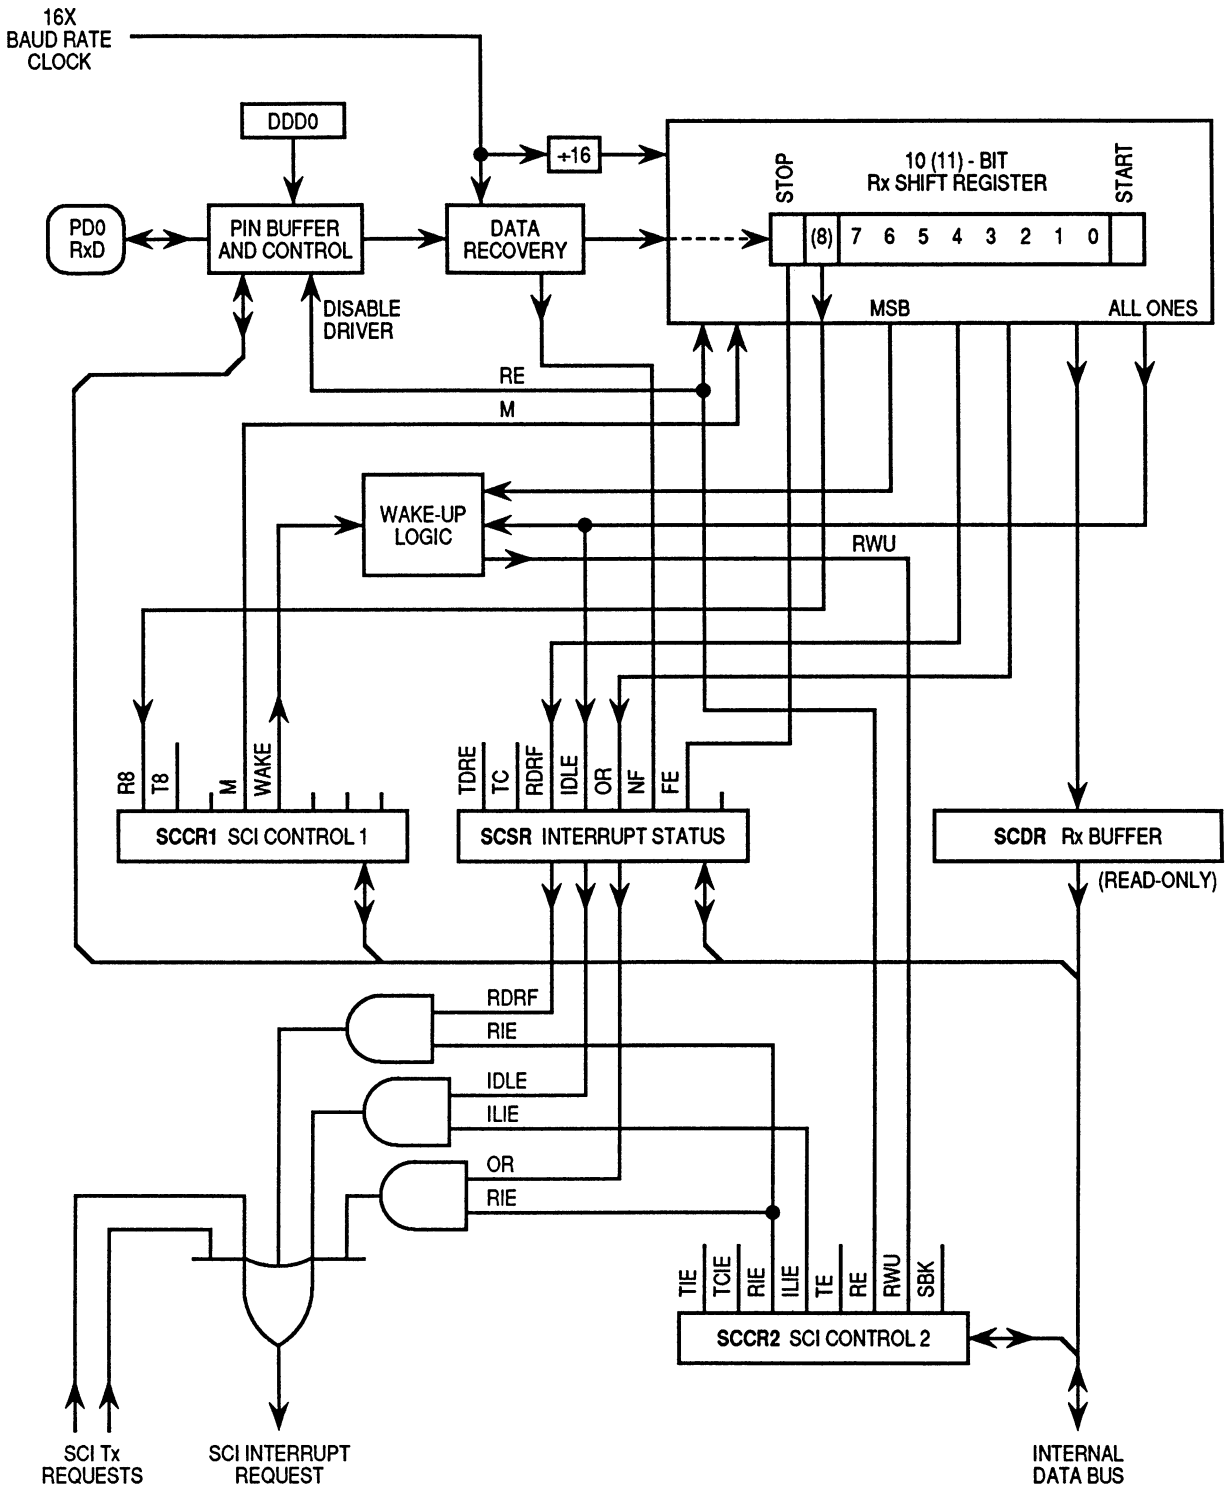 16X
BAUD RATE
CLOCK
DDD0
÷16
10 (11) - BIT
Rx SHIFT REGISTER
STOP
START
PD0
RxD
PIN BUFFER
AND CONTROL
DATA
RECOVERY
(8) 7 6 5 4 3 2 1 0
DISABLE
DRIVER
MSB
ALL ONES
RE
M
WAKE-UP
LOGIC
RWU
R8
T8
M
WAKE
TDRE
TC
RDRF
IDLE
OR
NF
FE
SCCR1 SCI CONTROL 1
SCSR INTERRUPT STATUS
SCDR Rx BUFFER
(READ-ONLY)
RDRF
RIE
IDLE
ILIE
OR
RIE
TIE
TCIE
RIE
ILIE
TE
RE
RWU
SBK
SCCR2 SCI CONTROL 2
SCI Tx
REQUESTS
SCI INTERRUPT
REQUEST
INTERNAL
DATA BUS